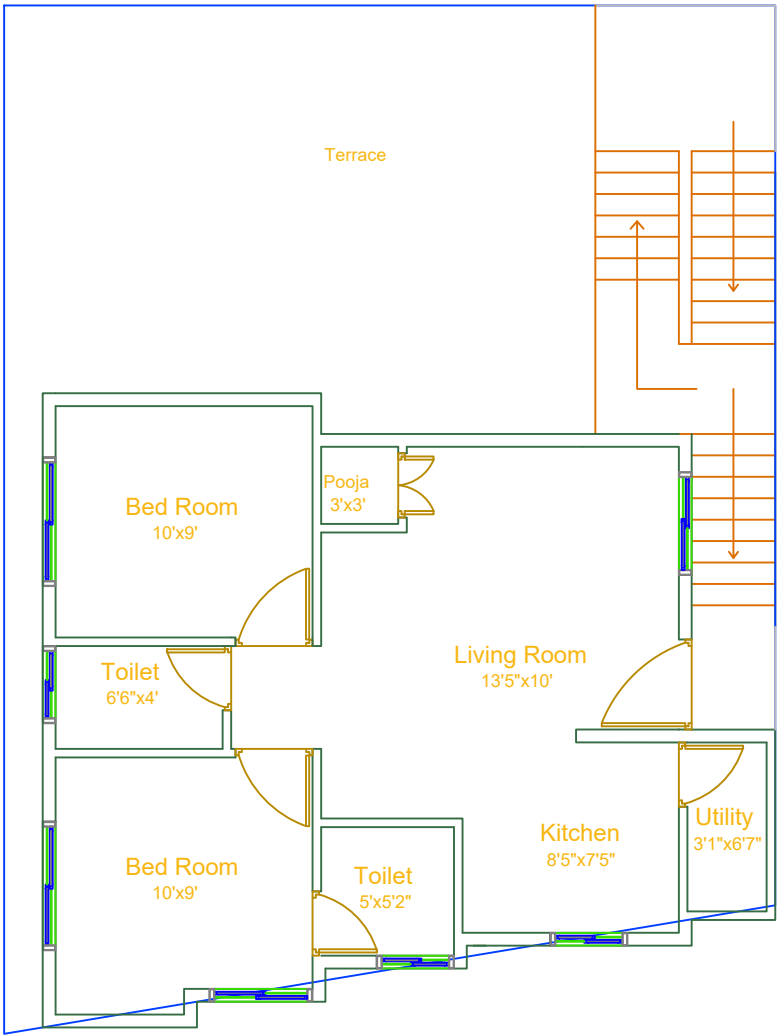 Terrace
Pooja
3'x3'
Bed Room
10'x9'
Living Room
13'5"x10'
Toilet
6'6"x4'
Utility
3'1"x6'7"
Kitchen
8'5"x7'5"
Bed Room
10'x9'
Toilet
5'x5'2"